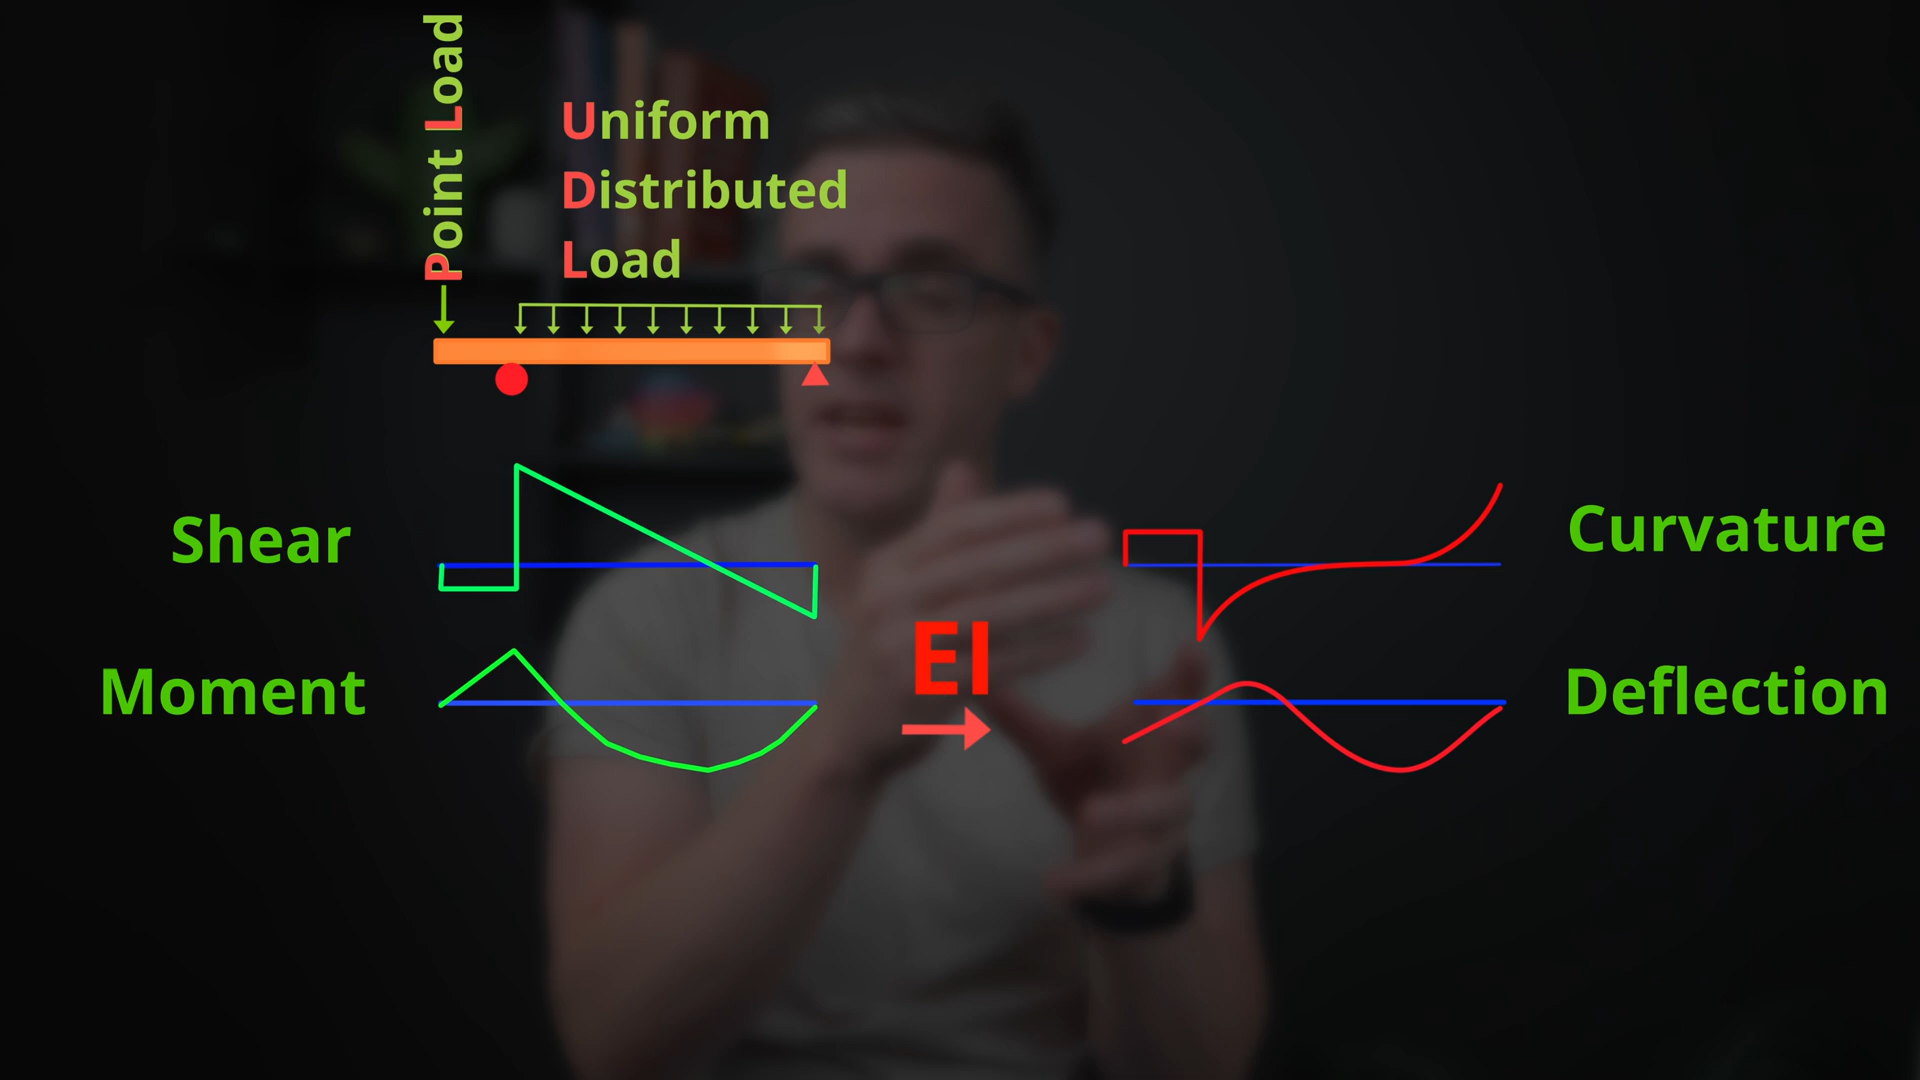 Point Load
Uniform
Distributed
Load
Shear
Moment
EI
Curvature
Deflection